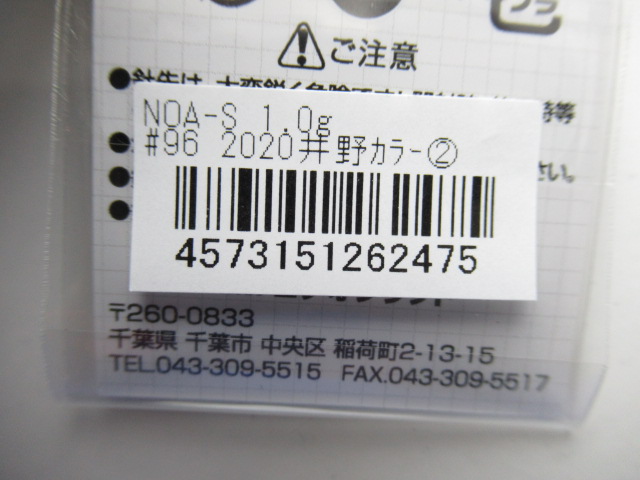 プラ
ご注意
NOA-S 1.0g
#96 2020井野カラー②
4573151262475
〒260-0833
千葉県 千葉市 中央区 稲荷町2-13-15
TEL.043-309-5515 FAX.043-309-5517